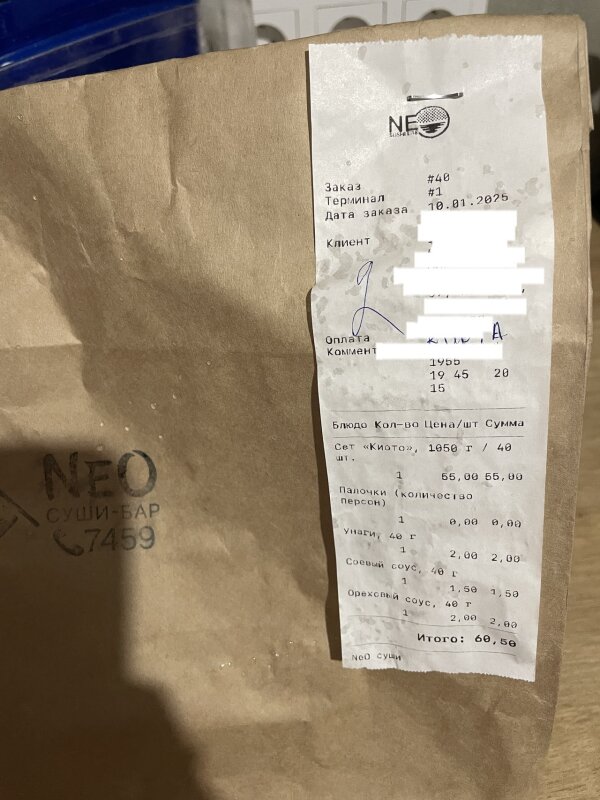 NEO
СУШИ-БАР
7459
NEO
СУШИ-БАР
Заказ #40
Терминал #1
Дата заказа 10.01.2025
Клиент
Оплата
Коммент
1955
19 45 20
15
Блюдо Кол-во Цена/шт Сумма
Сет «Киото», 1050 г / 40
шт.
1 55,00 55,00
Палочки (количество
персон)
1 0,00 0,00
унаги, 40 г
1 2,00 2,00
Соевый соус, 40 г
1 1,50 1,50
Ореховый соус, 40 г
1 2,00 2,00
Итого: 60,50
NeO суши